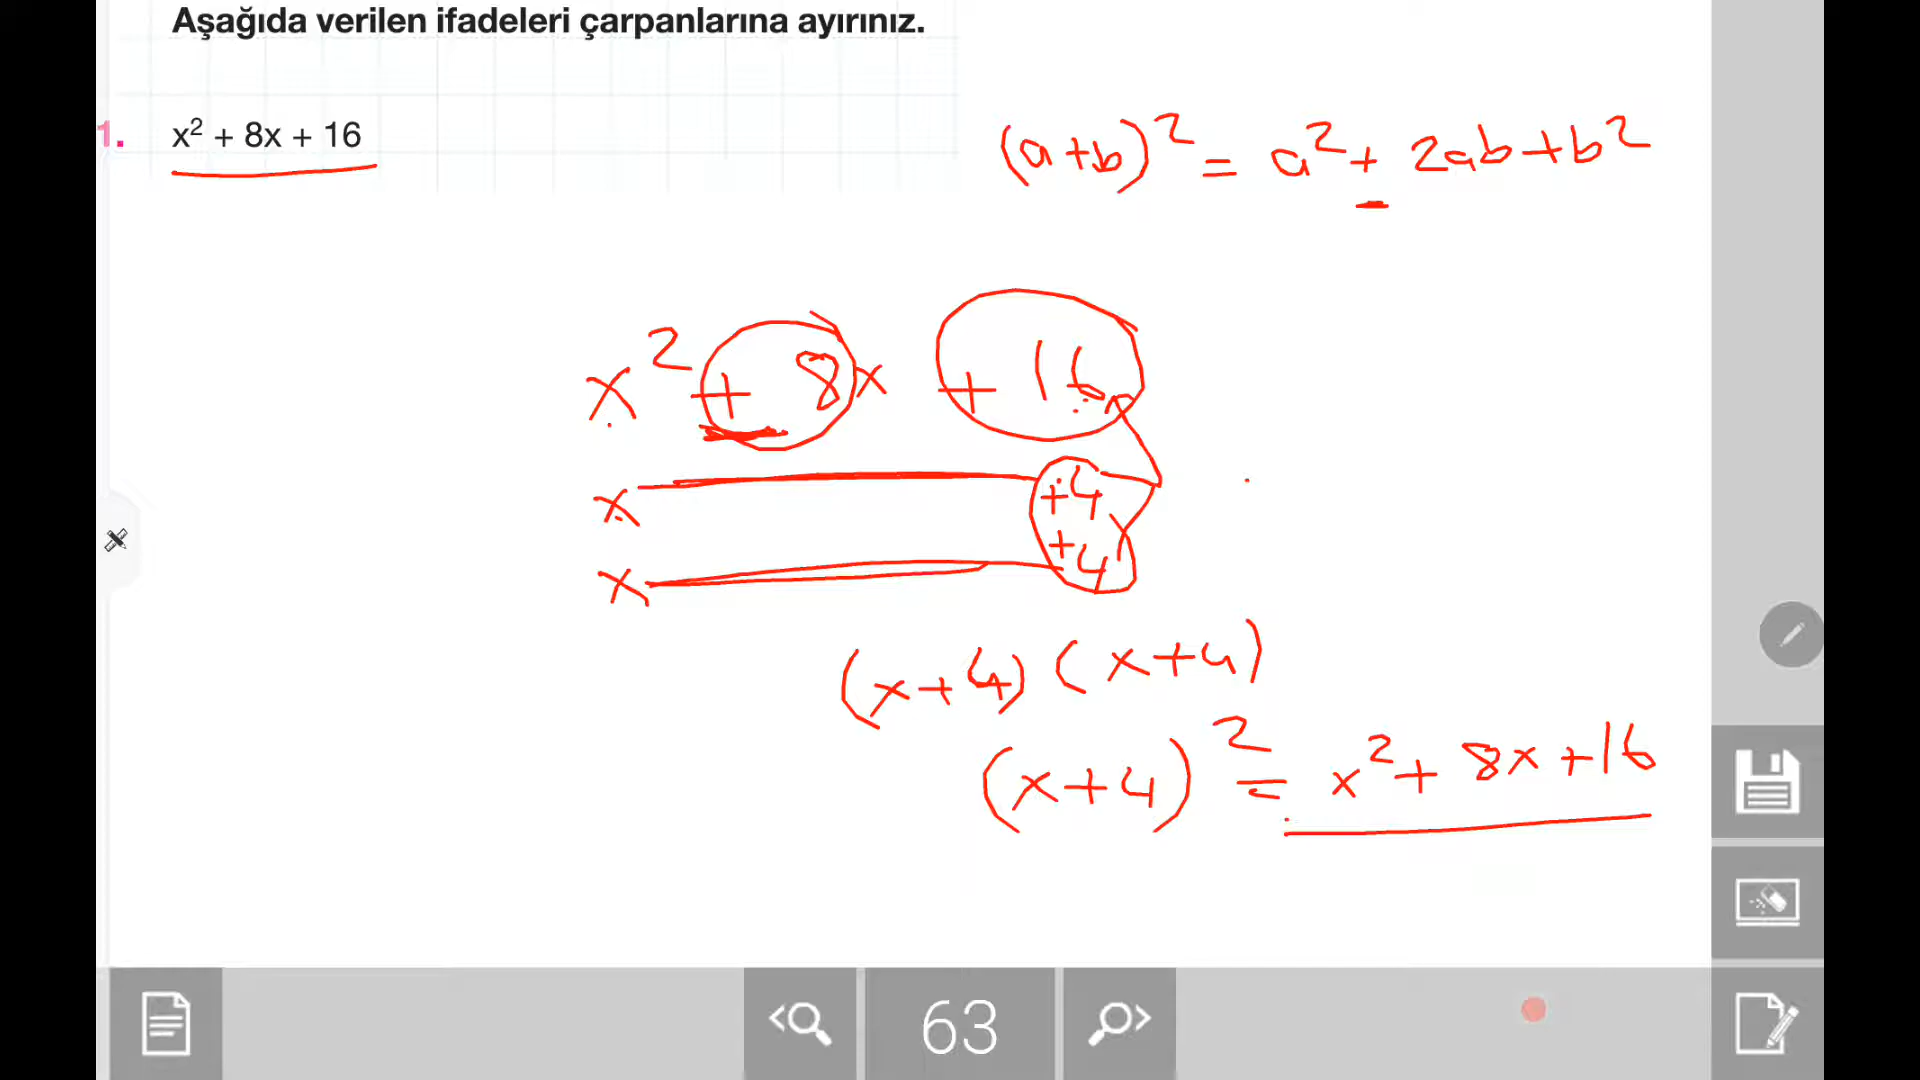 Aşağıda verilen ifadeleri çarpanlarına ayırınız.
1. x² + 8x + 16
(a+b)² = a² + 2ab + b²
x² + 8x + 16
x +4
x +4
(x+4) (x+4)
(x+4)² = x² + 8x + 16
63